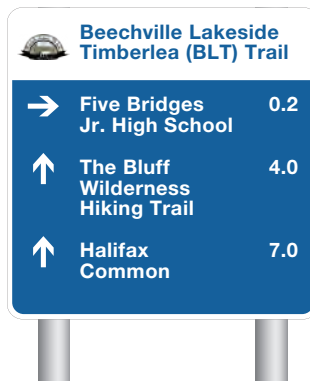 Beechville Lakeside
Timberlea (BLT) Trail
Five Bridges 0.2
Jr. High School
The Bluff 4.0
Wilderness
Hiking Trail
Halifax 7.0
Common